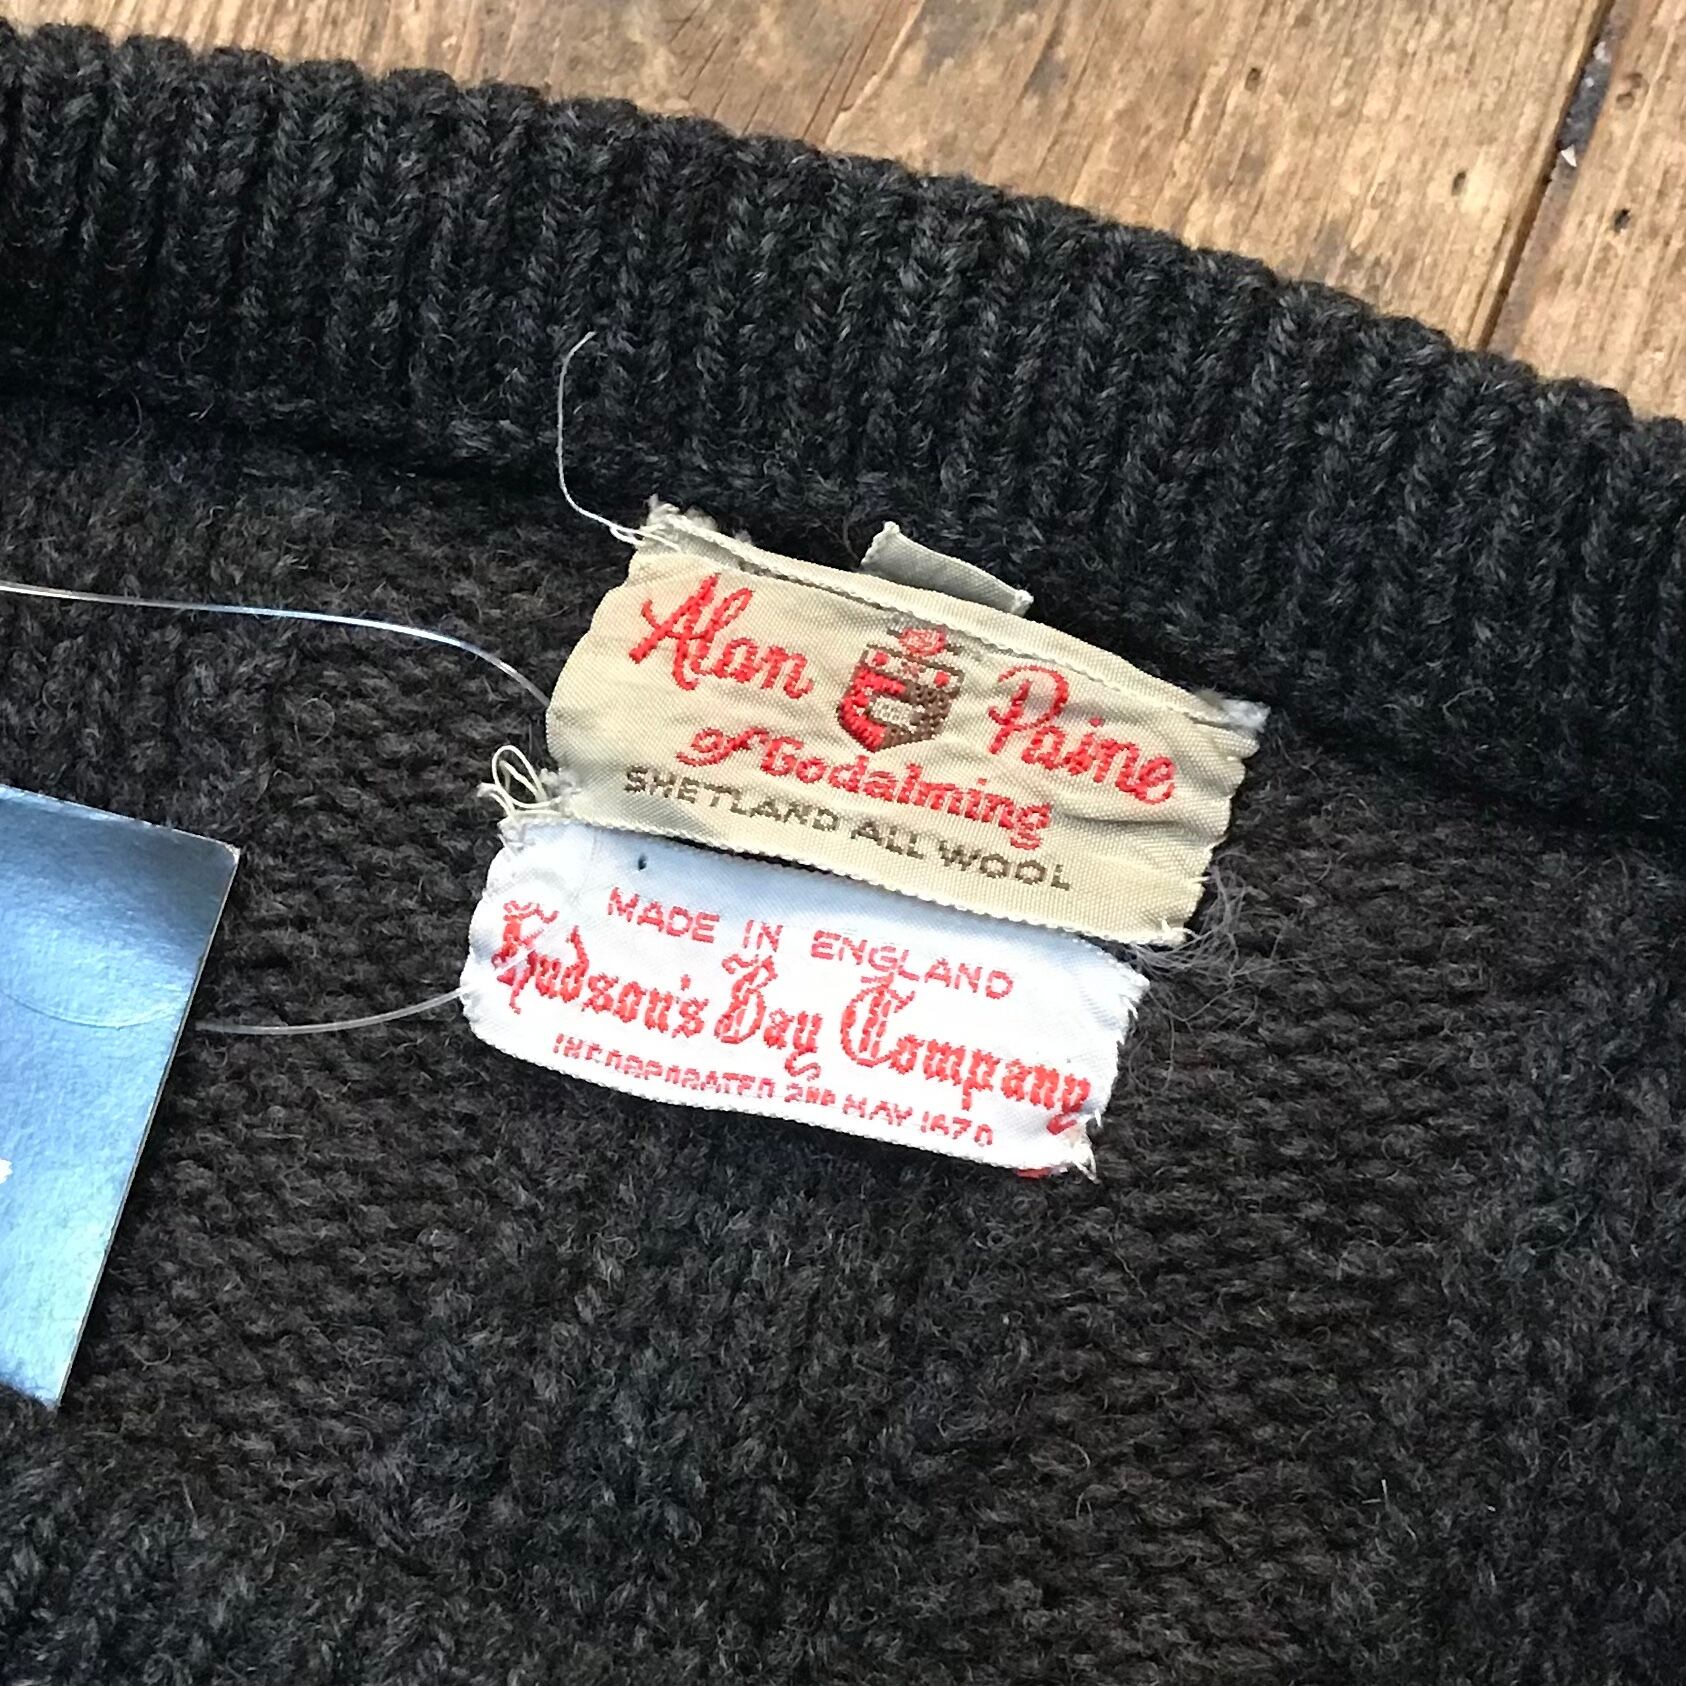 Alan Paine
of Godalming
SHETLAND ALL WOOL
MADE IN ENGLAND
Hudson's Bay Company
INCORPORATED 2ND MAY 1670